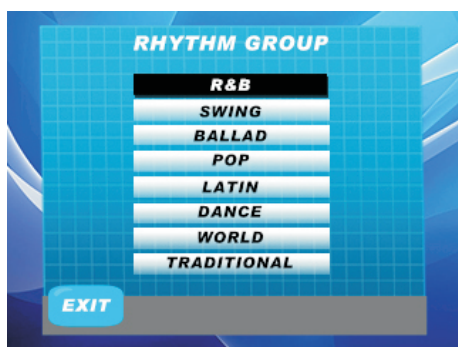 RHYTHM GROUP
R&B
SWING
BALLAD
POP
LATIN
DANCE
WORLD
TRADITIONAL
EXIT